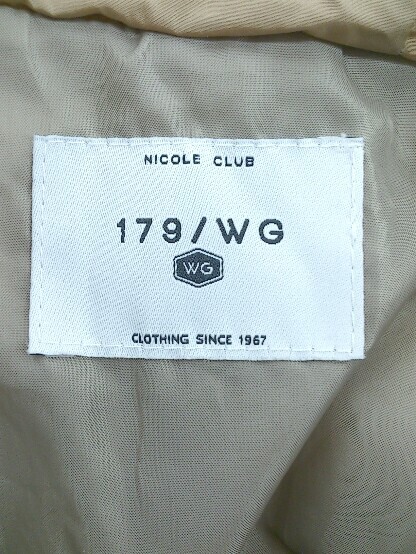 NICOLE CLUB
179/WG
WG
CLOTHING SINCE 1967